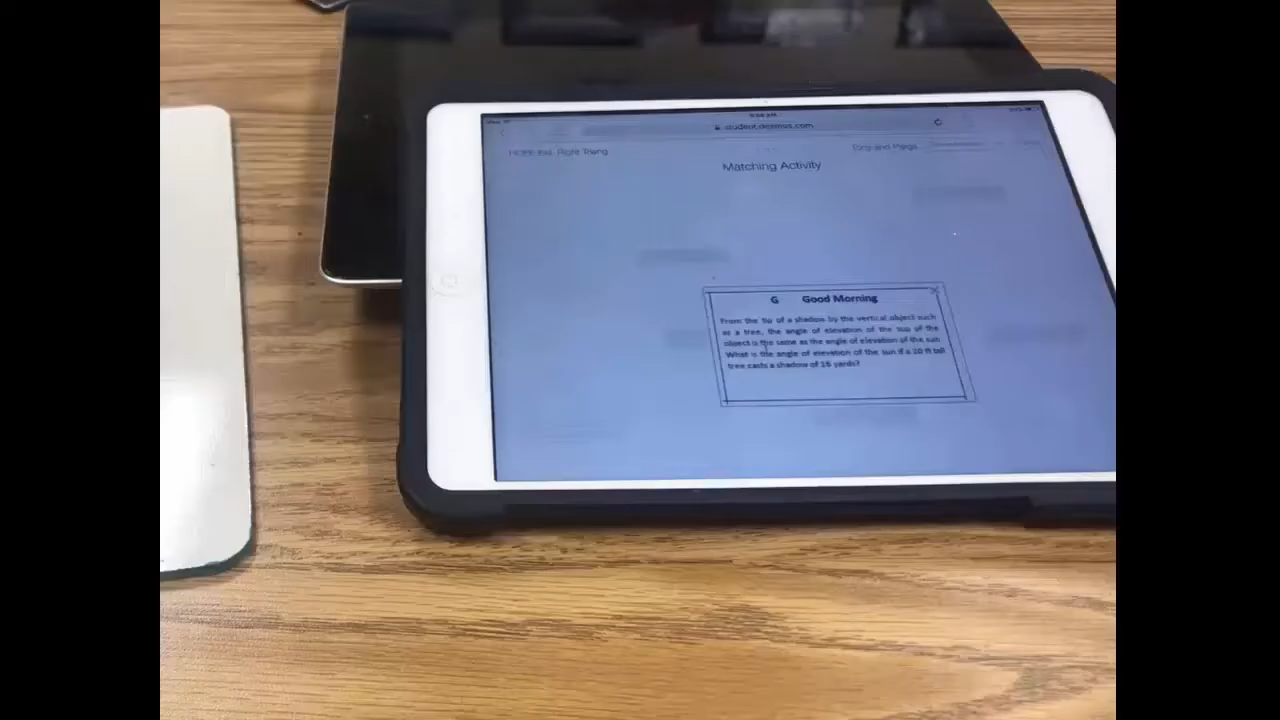 student.desmos.com
Matching Activity
G Good Morning
From the tip of a shadow by the vertical object such
as a tree, the angle of elevation of the top of the
object is the same as the angle of elevation of the sun.
What is the angle of elevation of the sun if a 20 ft tall
tree casts a shadow of 16 yards?